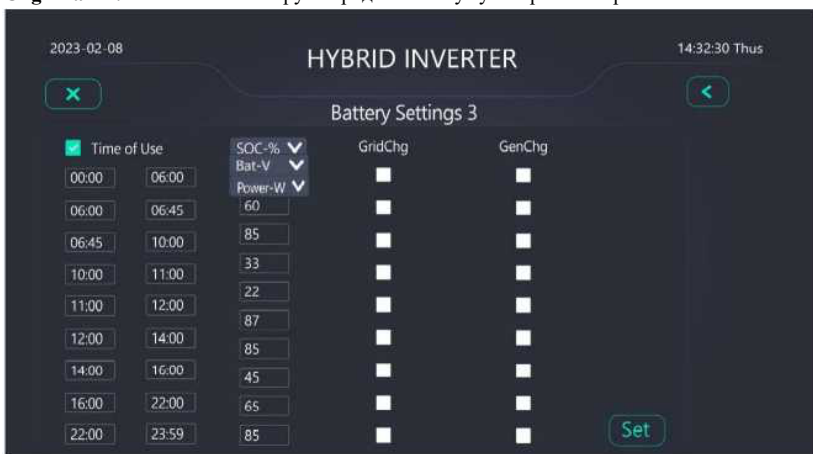 2023-02-08
HYBRID INVERTER
14:32:30 Thus
Battery Settings 3
Time of Use
SOC-%
GridChg
GenChg
Bat-V
Power-W
00:00 06:00
06:00 06:45 60
06:45 10:00 85
10:00 11:00 33
11:00 12:00 22
12:00 14:00 87
14:00 16:00 85
16:00 22:00 45
22:00 23:59 65
85
Set